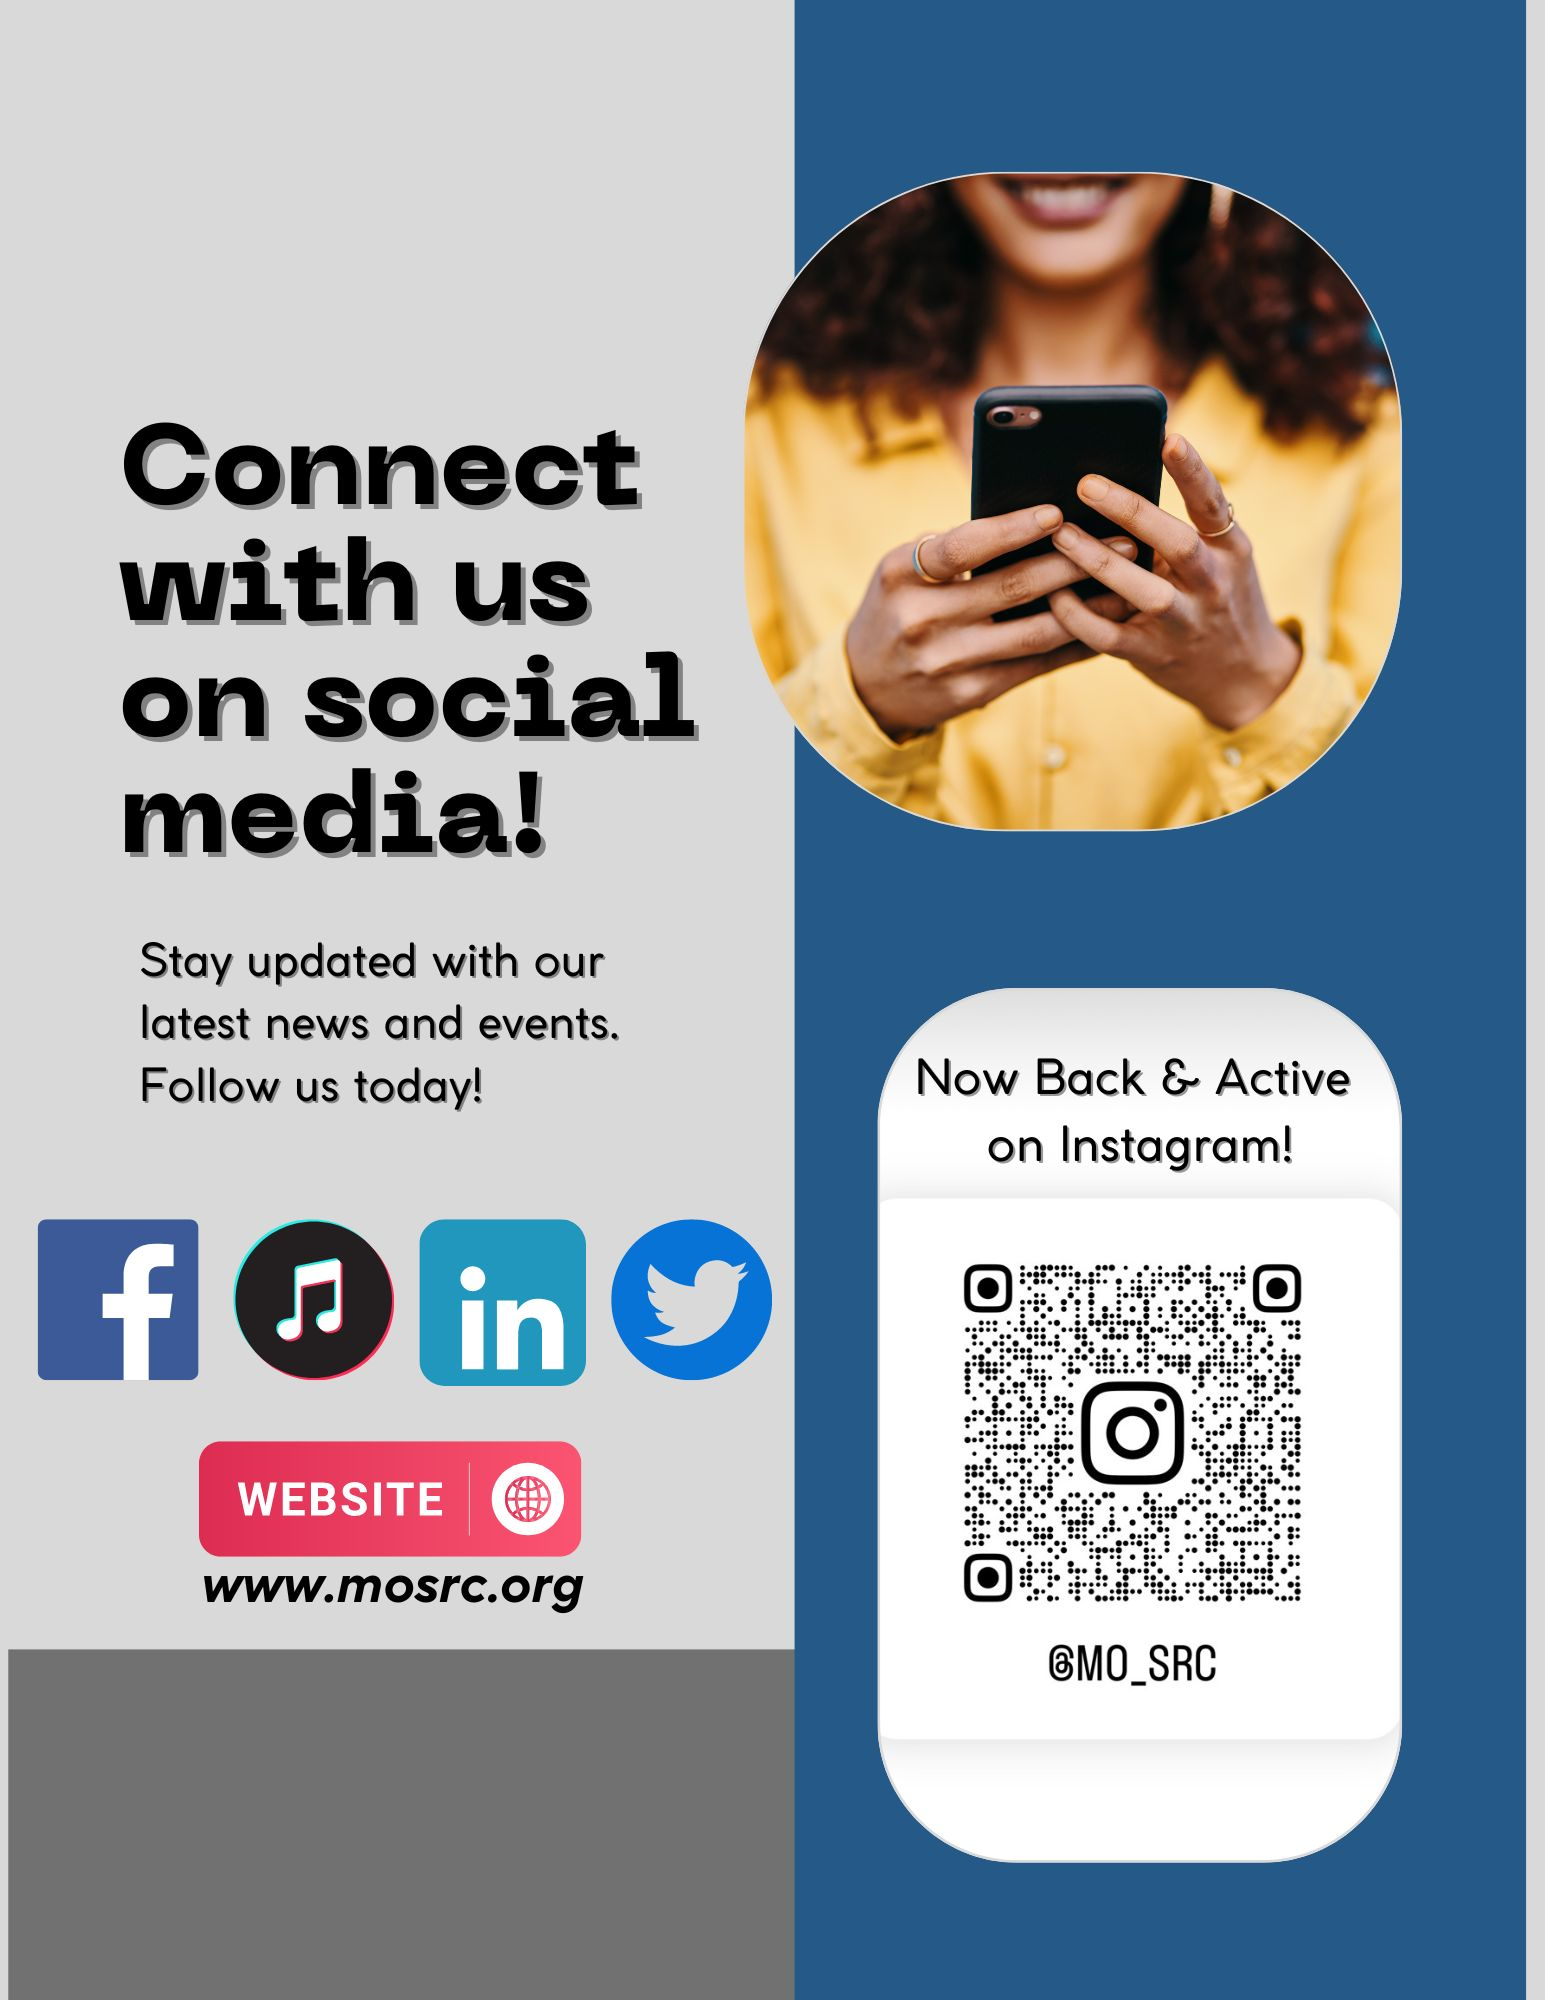 Connect
with us
on social
media!
Stay updated with our
latest news and events.
Follow us today!
f
in
WEBSITE
www.mosrc.org
Now Back & Active
on Instagram!
@MO_SRC